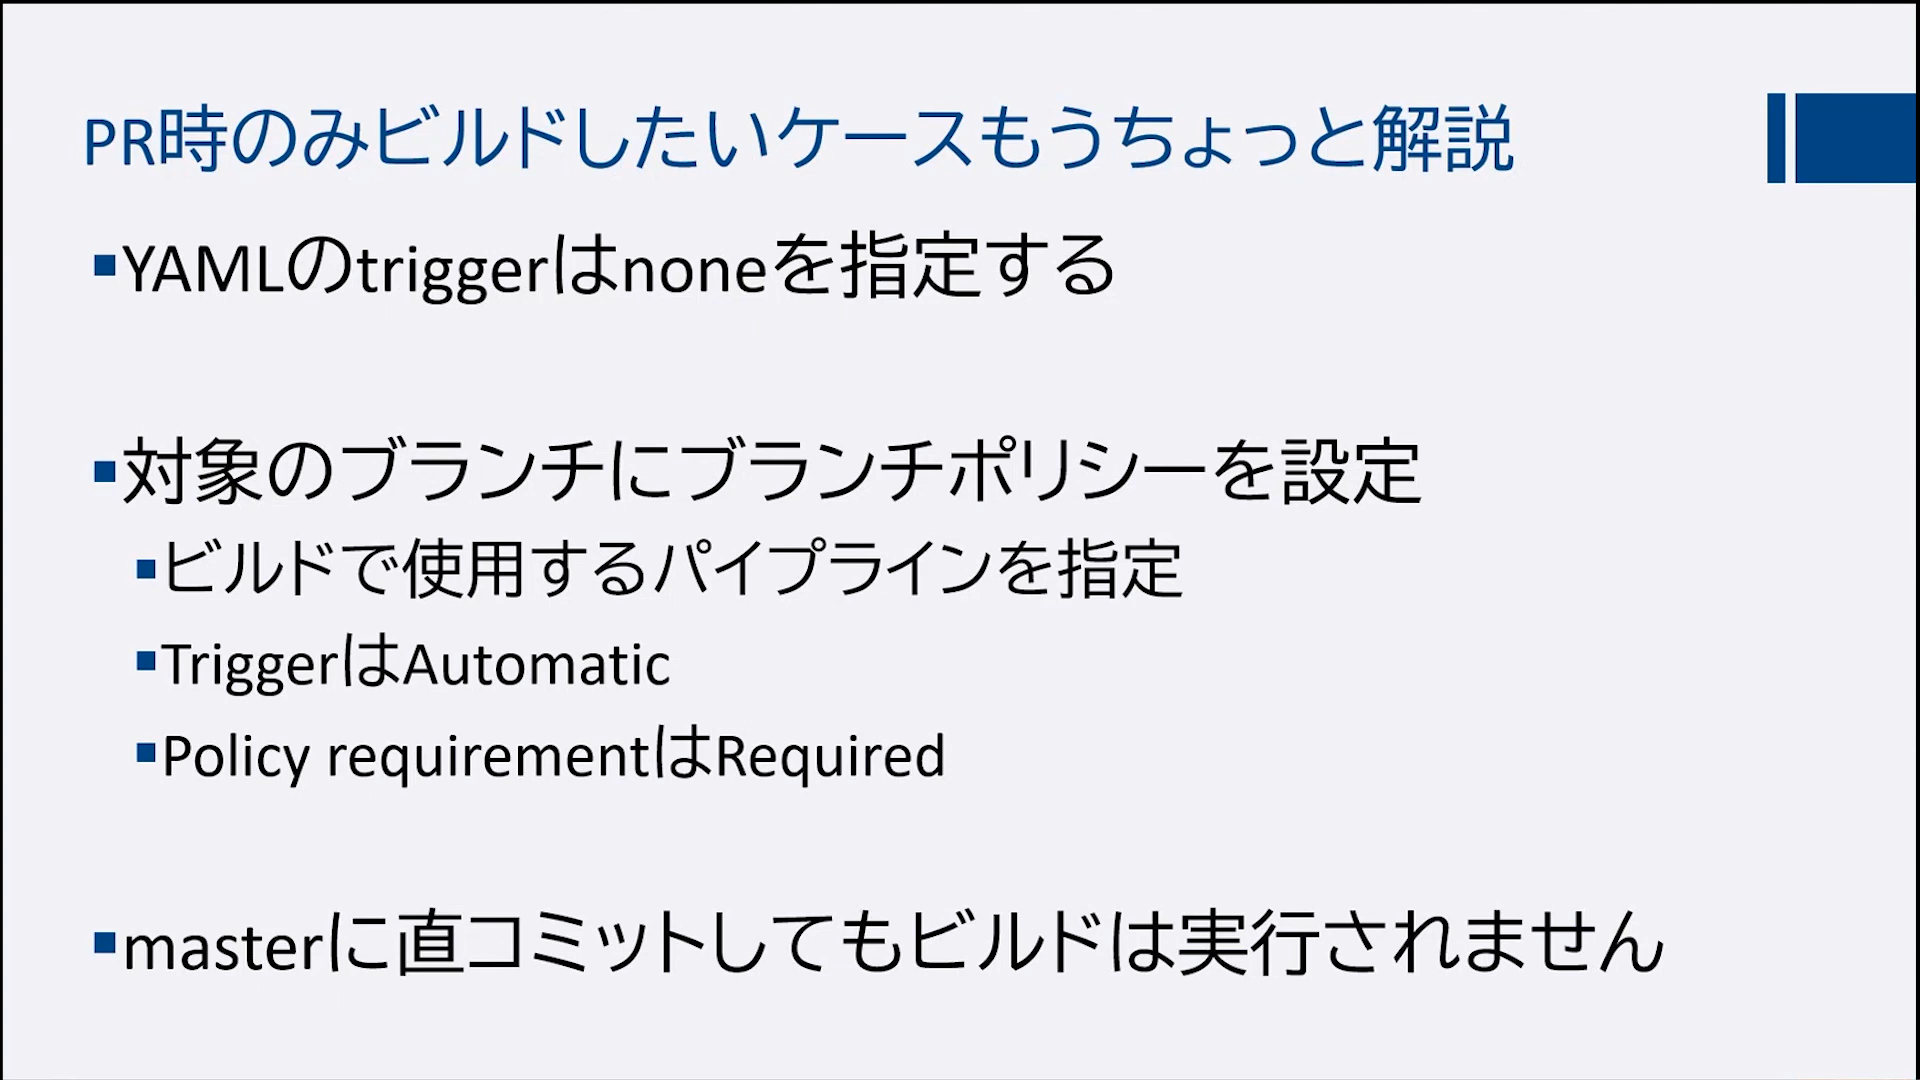 PR時のみビルドしたいケースもうちょっと解説
▪YAMLのtriggerはnoneを指定する
▪対象のブランチにブランチポリシーを設定
▪ビルドで使用するパイプラインを指定
▪TriggerはAutomatic
▪Policy requirementはRequired
▪masterに直コミットしてもビルドは実行されません